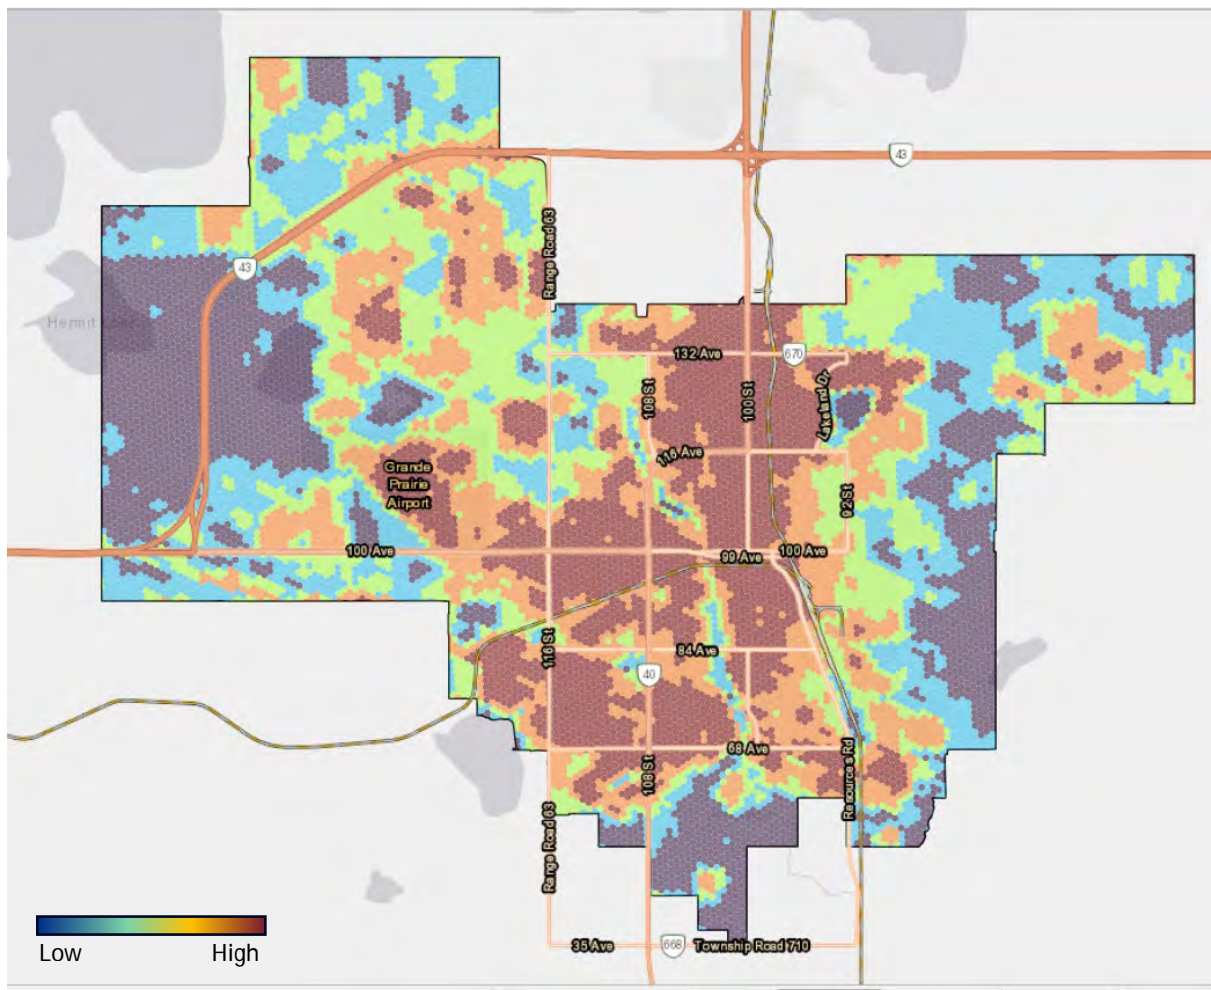 43
Range Road 63
43
Hermit Lake
132 Ave
670
108 St
100 St
Lakeland Dr
116 Ave
Grande
Prairie
Airport
92 St
100 Ave
99 Ave
100 Ave
116 St
84 Ave
40
68 Ave
108 St
Resources Rd
Range Road 63
Low
High
35 Ave
668
Township Road 710